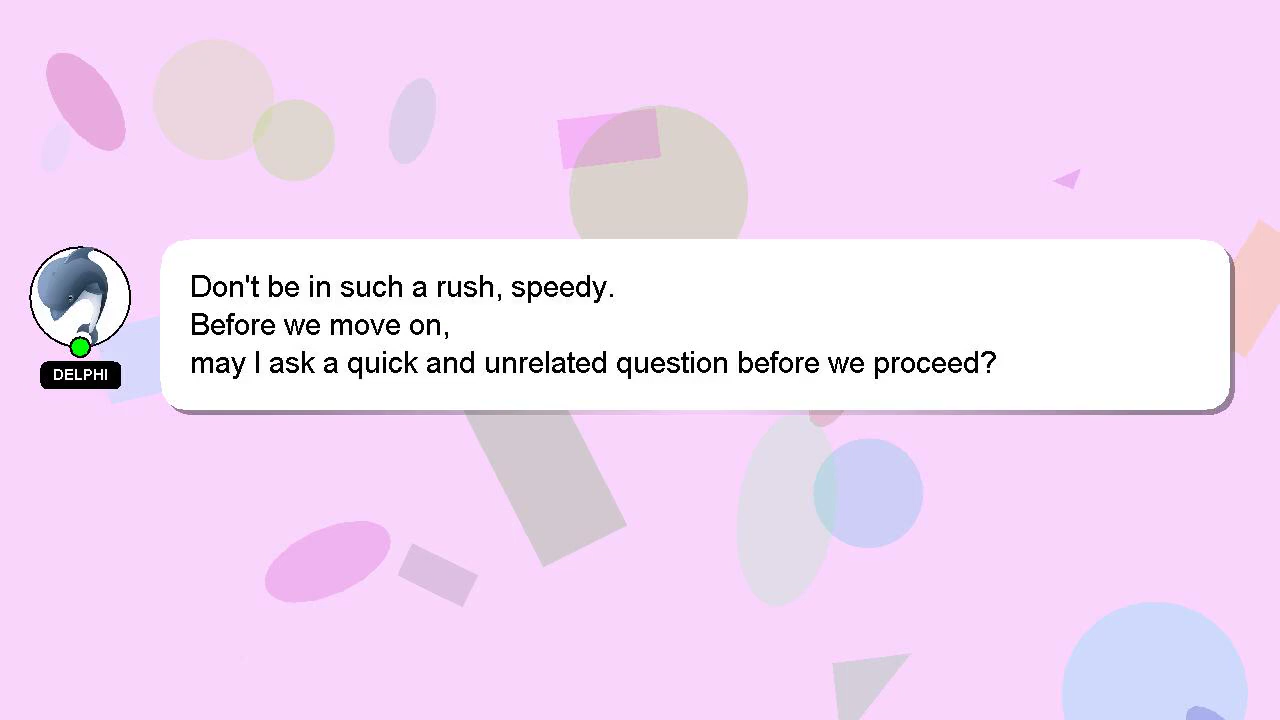 Don't be in such a rush, speedy.
Before we move on,
may I ask a quick and unrelated question before we proceed?
DELPHI